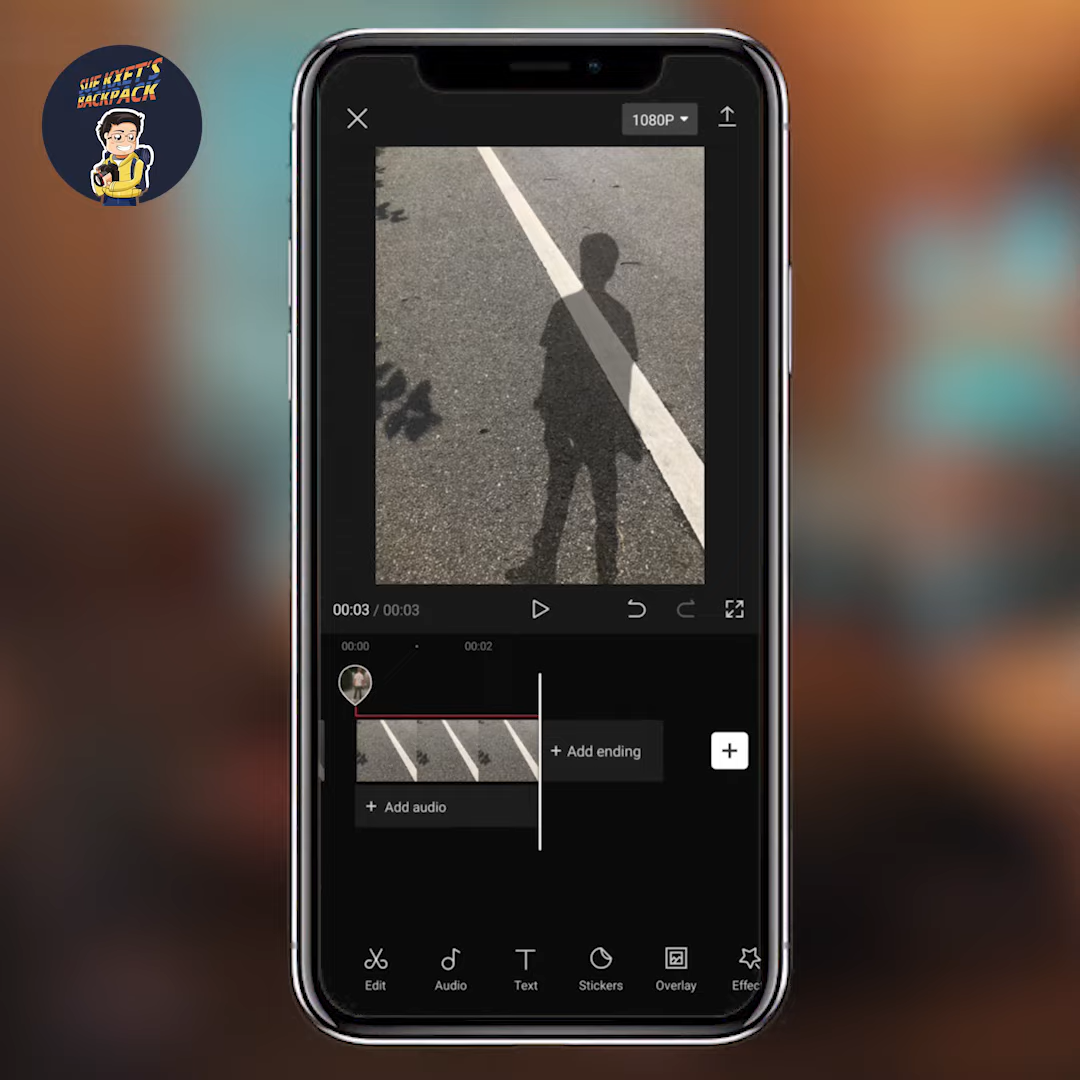 SUE KXET'S
BACKPACK
1080P
00:03 / 00:03
00:00
00:02
+ Add ending
+ Add audio
Edit
Audio
Text
Stickers
Overlay
Effec